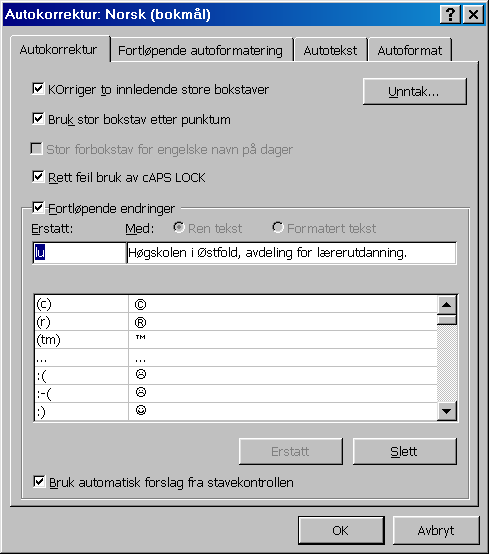 Autokorrektur: Norsk (bokmål)
Autokorrektur Fortløpende autoformatering Autotekst Autoformat
KOrriger to innledende store bokstaver
Unntak...
Bruk stor bokstav etter punktum
Stor forbokstav for engelske navn på dager
Rett feil bruk av cAPS LOCK
Fortløpende endringer
Erstatt: Med: Ren tekst Formatert tekst
lu Høgskolen i Østfold, avdeling for lærerutdanning.
(c) ©
(r) ®
(tm) ™
... ...
:( ☹
:-( ☹
:) ☺
Erstatt Slett
Bruk automatisk forslag fra stavekontrollen
OK Avbryt